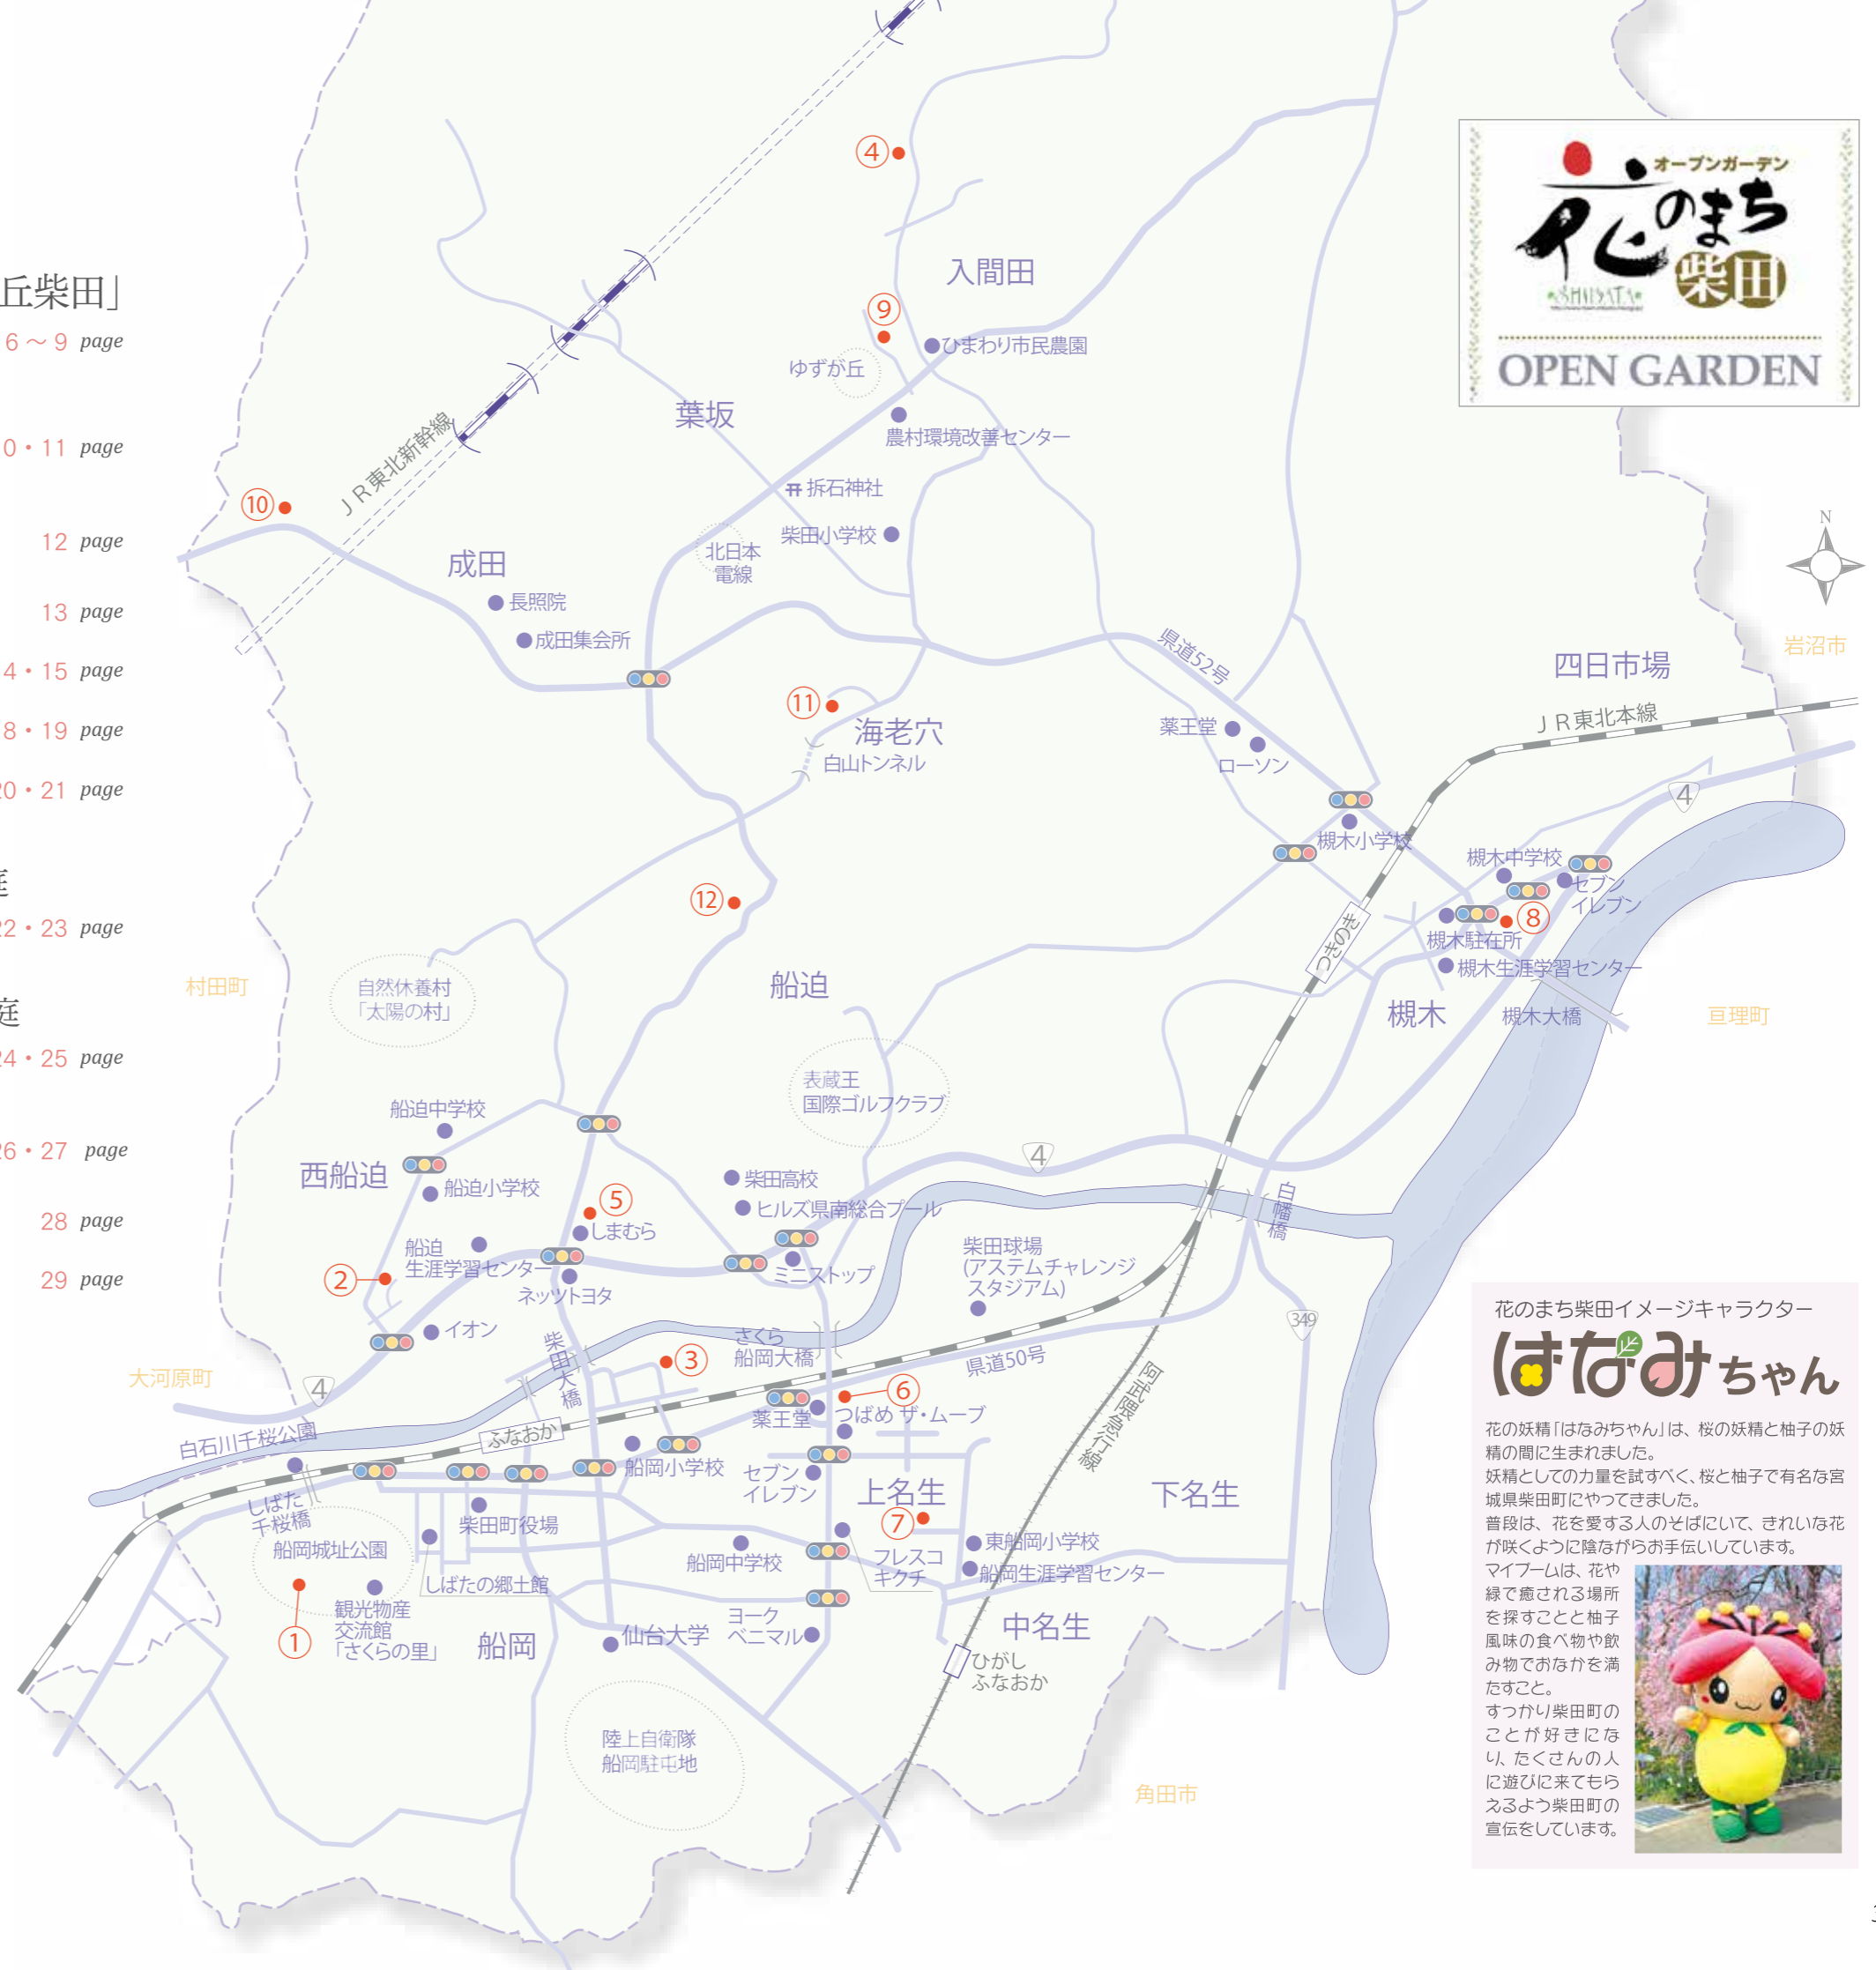 丘柴田」
6～9 page
0・11 page
12 page
13 page
4・15 page
8・19 page
20・21 page
庭
22・23 page
庭
24・25 page
26・27 page
28 page
29 page
オープンガーデン
花のまち
柴田
SHIBATA
OPEN GARDEN
N
④
入間田
⑨
ひまわり市民農園
ゆずが丘
葉坂
農村環境改善センター
JR東北新幹線
⑩
拆石神社
柴田小学校
北日本
電線
成田
長照院
成田集会所
県道52号
岩沼市
四日市場
JR東北本線
⑪
海老穴
白山トンネル
薬王堂
ローソン
4
槻木小学校
槻木中学校
セブン
イレブン
⑧
槻木駐在所
槻木生涯学習センター
つきのき
槻木
槻木大橋
亘理町
⑫
村田町
自然休養村
「太陽の村」
船迫
表蔵王
国際ゴルフクラブ
船迫中学校
西船迫
船迫小学校
⑤
しまむら
柴田高校
ヒルズ県南総合プール
4
白幡橋
船迫
生涯学習センター
②
ネッツトヨタ
ミニストップ
柴田球場
(アステムチャレンジ
スタジアム)
349
イオン
柴田大橋
さくら
船岡大橋
③
県道50号
大河原町
4
⑥
薬王堂
つばめ ザ・ムーブ
阿武隈急行線
白石川千桜公園
ふなおか
船岡小学校
セブン
イレブン
上名生
下名生
⑦
しばた
千桜橋
柴田町役場
船岡城址公園
しばたの郷土館
船岡中学校
フレスコ
キクチ
東船岡小学校
船岡生涯学習センター
①
観光物産
交流館
「さくらの里」
船岡
仙台大学
ヨーク
ベニマル
中名生
ひがし
ふなおか
陸上自衛隊
船岡駐屯地
角田市
花のまち柴田イメージキャラクター
はなみちゃん
花の妖精「はなみちゃん」は、桜の妖精と柚子の妖
精の間に生まれました。
妖精としての力量を試すべく、桜と柚子で有名な宮
城県柴田町にやってきました。
普段は、花を愛する人のそばにいて、きれいな花
が咲くように陰ながらお手伝いしています。
マイブームは、花や
緑で癒される場所
を探すことと柚子
風味の食べ物や飲
み物でおなかを満
たすこと。
すっかり柴田町の
ことが好きにな
り、たくさんの人
に遊びに来てもら
えるよう柴田町の
宣伝をしています。